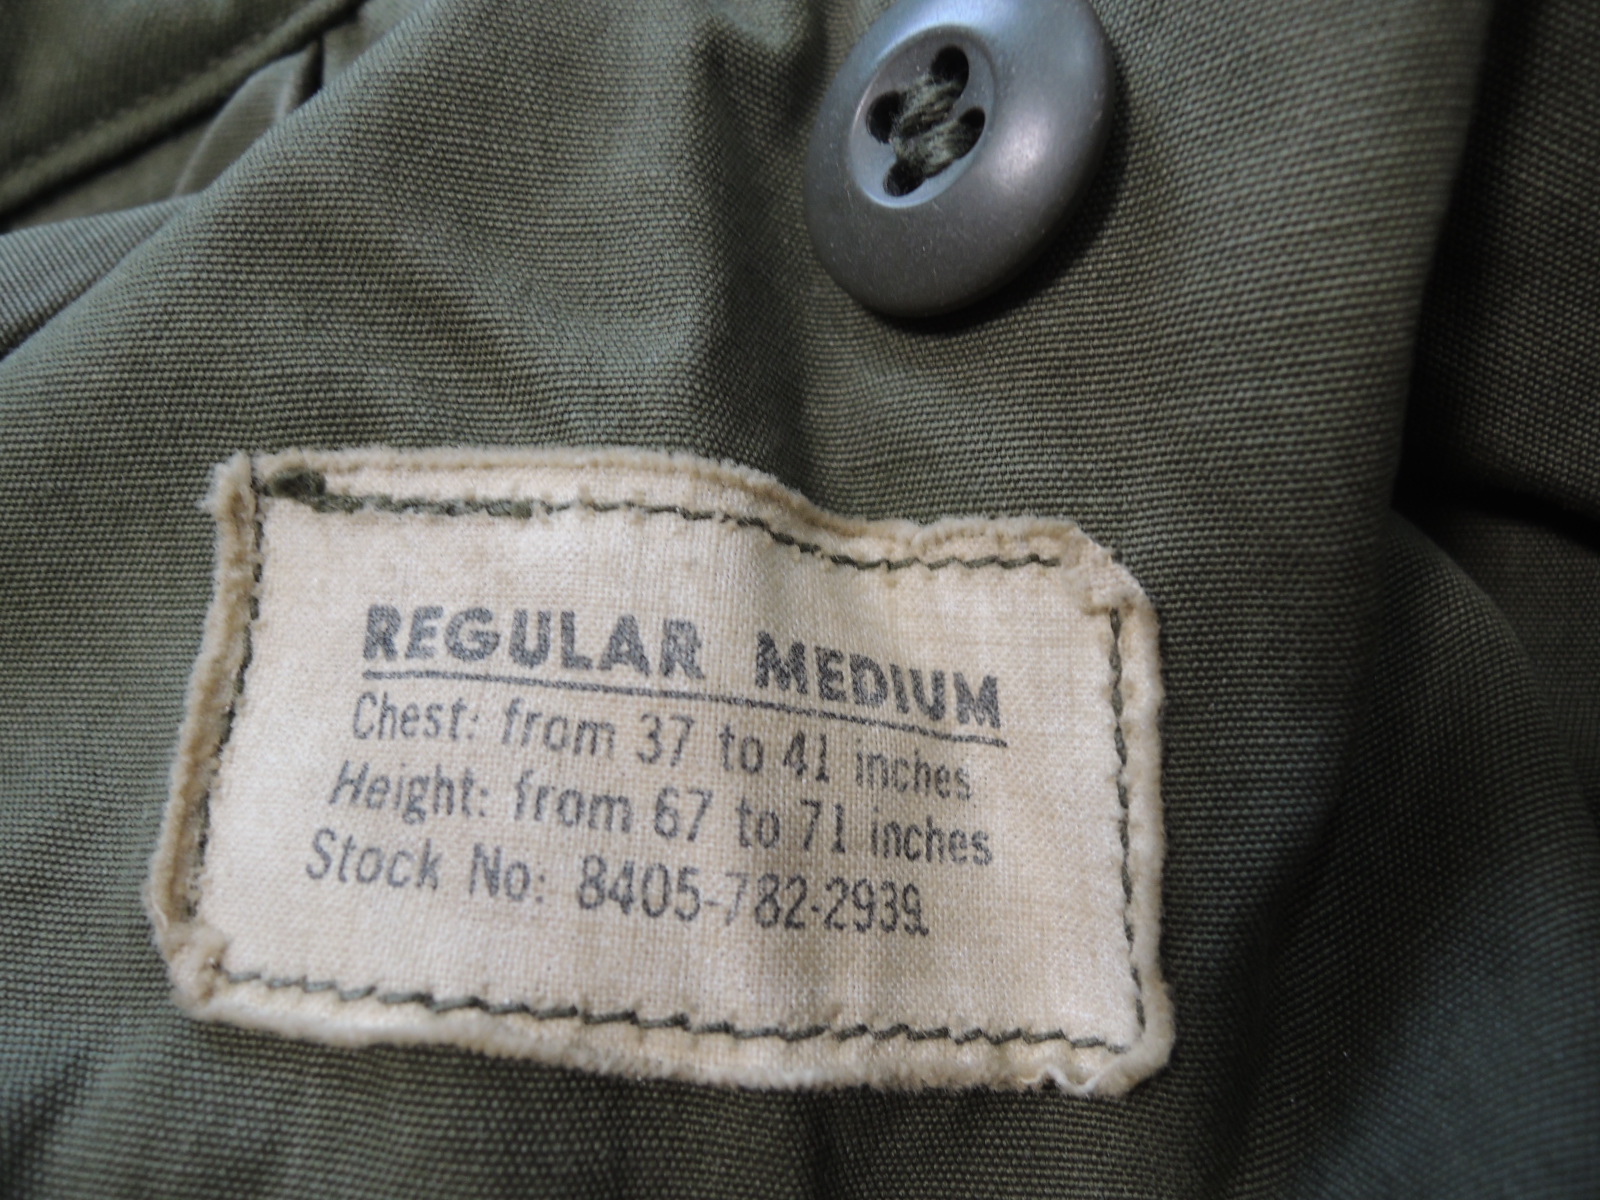 REGULAR MEDIUM
Chest: from 37 to 41 inches
Height: from 67 to 71 inches
Stock No: 8405-782-2939